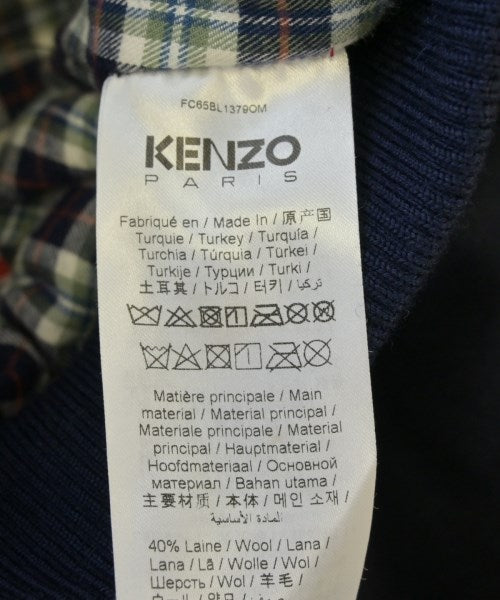 FC65BL1379OM
KENZO
PARIS
Fabriqué en / Made In / 原产国
Turquie / Turkey / Turquía /
Turchia / Turquia / Türkei /
Turkije / Турции / Turki /
土耳其 / トルコ / 터키 / تركيا
Matière principale / Main
material / Material principal /
Materiale principale / Material
principal / Hauptmaterial /
Hoofdmateriaal / Основной
материал / Bahan utama /
主要材质 / 本体 / 메인 소재 /
المادة الأساسية
40% Laine / Wool / Lana /
Lana / Lã / Wolle / Wol /
Шерсть / Wol / 羊毛 /